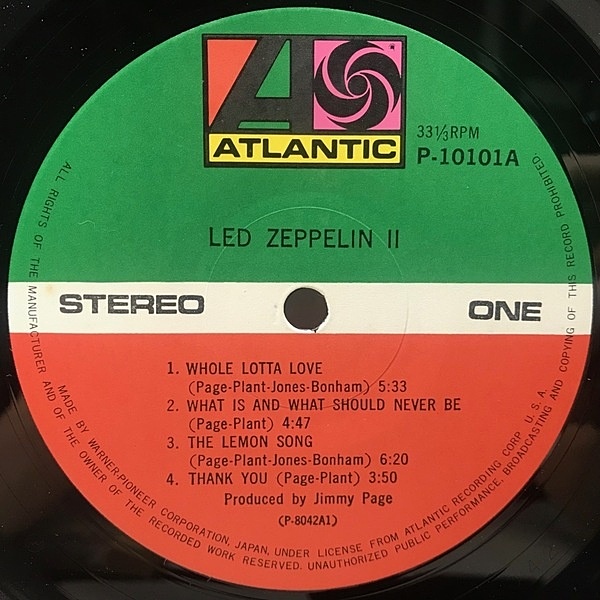 ATLANTIC
33⅓RPM
P-10101A
LED ZEPPELIN II
STEREO
ONE
1. WHOLE LOTTA LOVE
(Page-Plant-Jones-Bonham) 5:33
2. WHAT IS AND WHAT SHOULD NEVER BE
(Page-Plant) 4:47
3. THE LEMON SONG
(Page-Plant-Jones-Bonham) 6:20
4. THANK YOU (Page-Plant) 3:50
Produced by Jimmy Page
(P-8042A1)
MADE BY WARNER-PIONEER CORPORATION, JAPAN, UNDER LICENSE FROM ATLANTIC RECORDING CORP. U.S.A.
ALL RIGHTS OF THE MANUFACTURER AND OF THE OWNER OF THE RECORDED WORK RESERVED. UNAUTHORIZED PUBLIC PERFORMANCE, BROADCASTING AND COPYING OF THIS RECORD PROHIBITED.